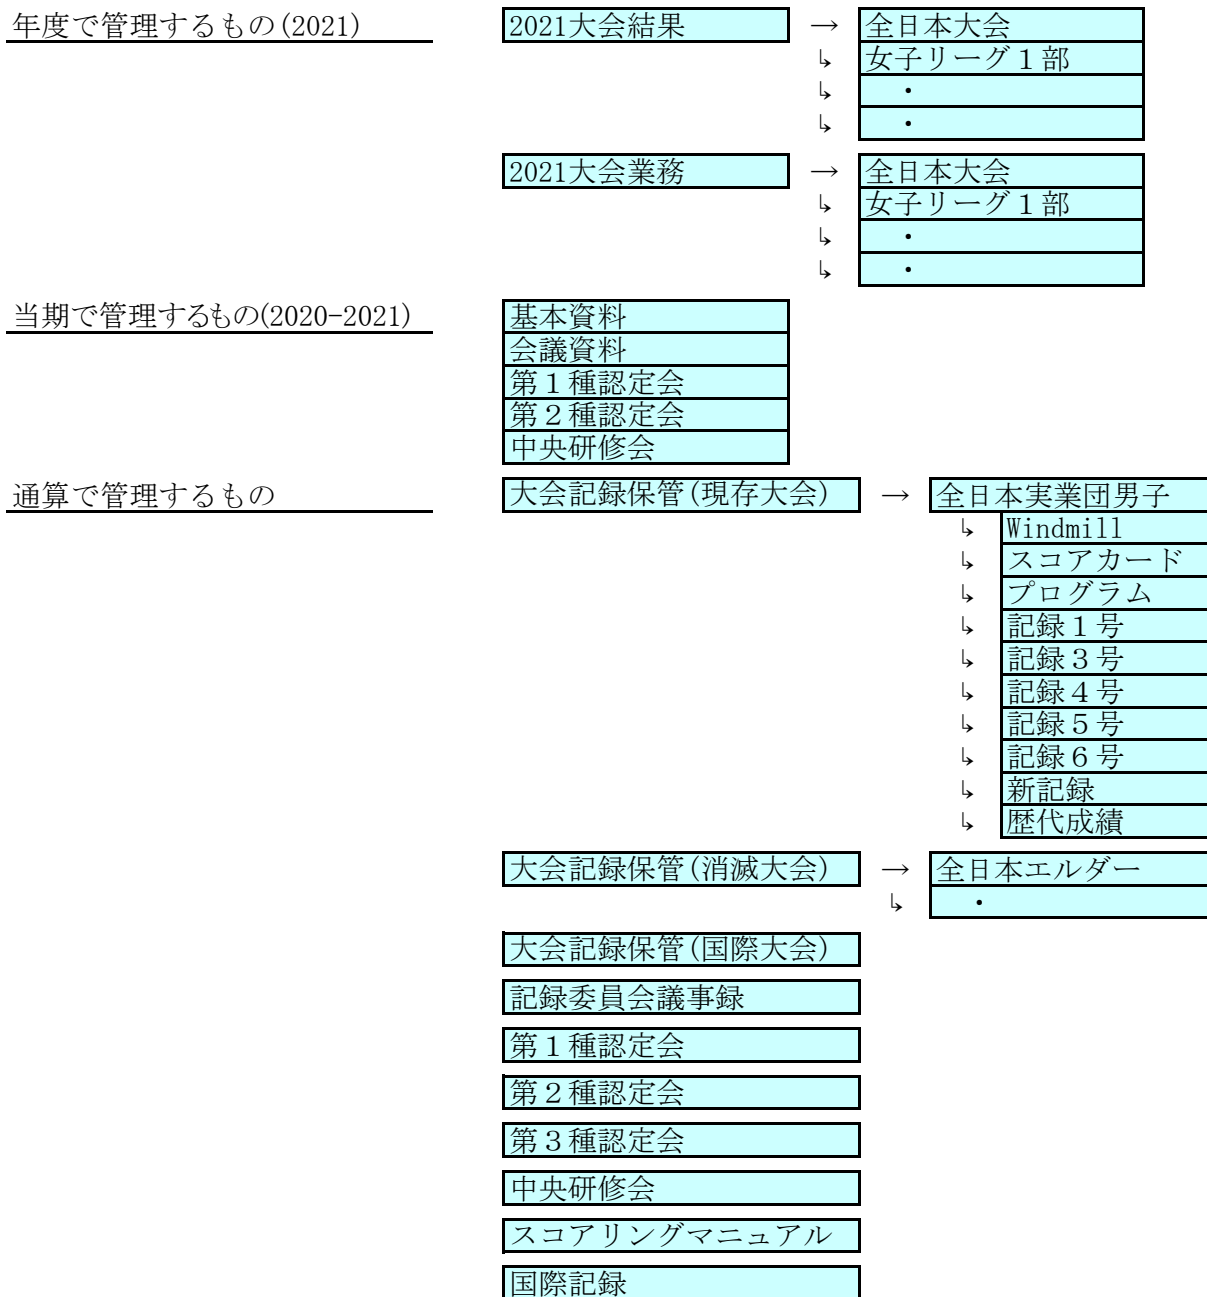 年度で管理するもの(2021) 2021大会結果 → 全日本大会
↳ 女子リーグ１部
↳ ・
↳ ・
2021大会業務 → 全日本大会
↳ 女子リーグ１部
↳ ・
↳ ・
当期で管理するもの(2020-2021) 基本資料
会議資料
第１種認定会
第２種認定会
中央研修会
通算で管理するもの 大会記録保管(現存大会) → 全日本実業団男子
↳ Windmill
↳ スコアカード
↳ プログラム
↳ 記録１号
↳ 記録３号
↳ 記録４号
↳ 記録５号
↳ 記録６号
↳ 新記録
↳ 歴代成績
大会記録保管(消滅大会) → 全日本エルダー
↳ ・
大会記録保管(国際大会)
記録委員会議事録
第１種認定会
第２種認定会
第３種認定会
中央研修会
スコアリングマニュアル
国際記録